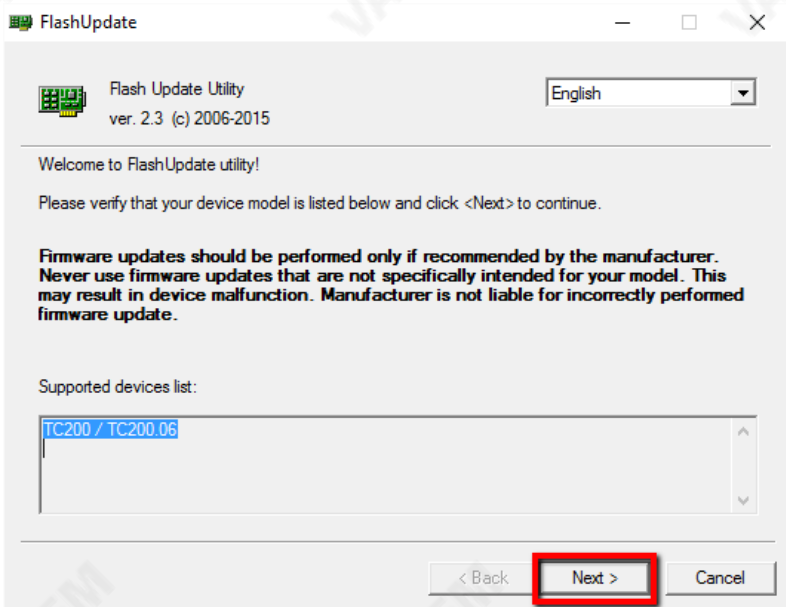 FlashUpdate
Flash Update Utility
English
ver. 2.3 (c) 2006-2015
Welcome to FlashUpdate utility!
Please verify that your device model is listed below and click <Next> to continue.
Firmware updates should be performed only if recommended by the manufacturer.
Never use firmware updates that are not specifically intended for your model. This
may result in device malfunction. Manufacturer is not liable for incorrectly performed
firmware update.
Supported devices list:
TC200 / TC200.06
< Back
Next >
Cancel